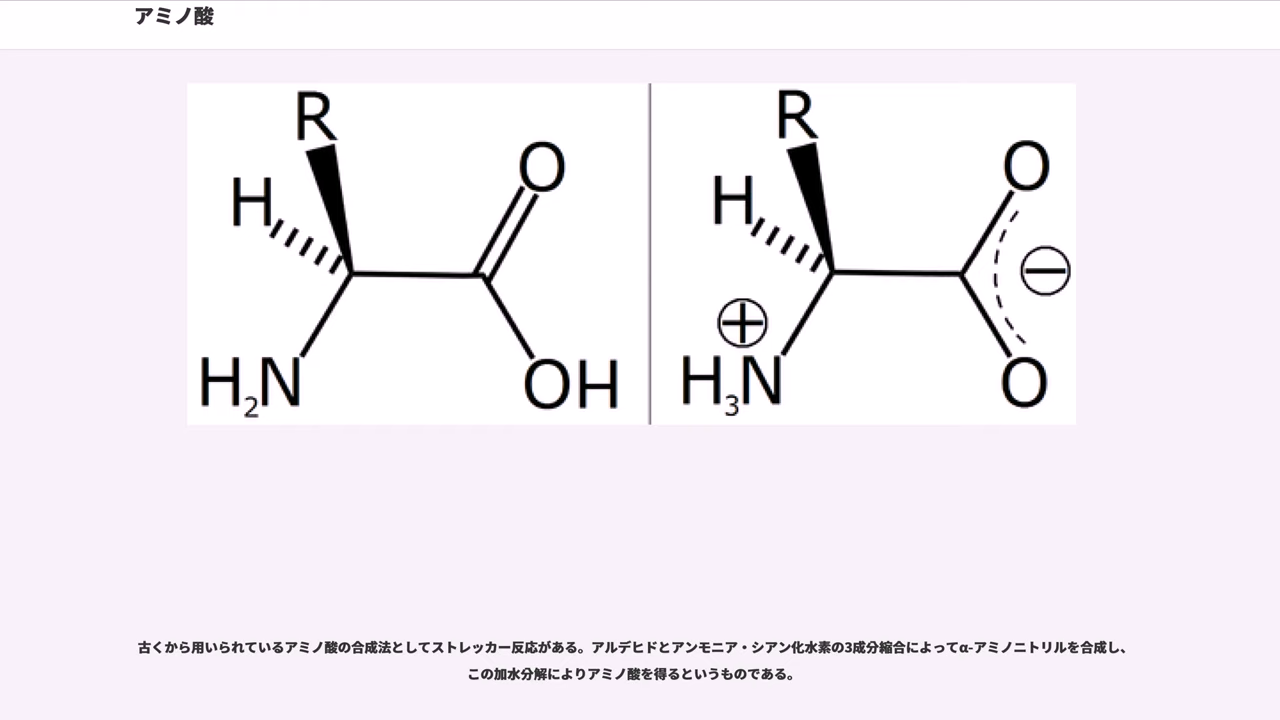 アミノ酸
R
R
O
O
H
H
H2N
OH
H3N
O
古くから用いられているアミノ酸の合成法としてストレッカー反応がある。アルデヒドとアンモニア・シアン化水素の3成分縮合によってα-アミノニトリルを合成し、
この加水分解によりアミノ酸を得るというものである。